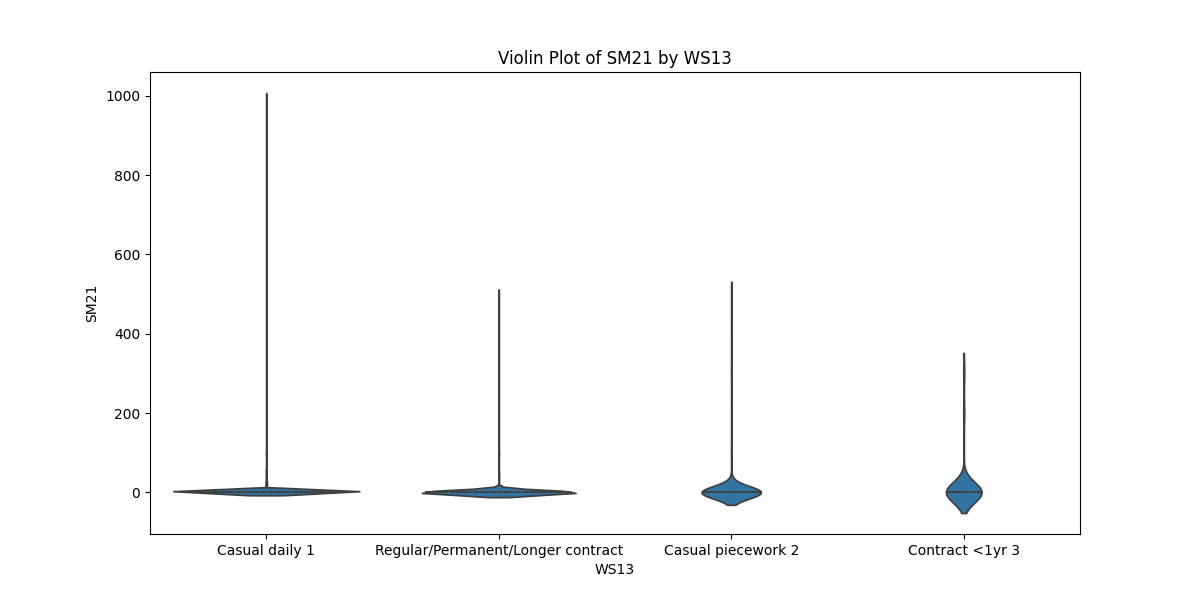 Violin Plot of SM21 by WS13
1000
800
600
400
200
0
SM21
Casual daily 1
Regular/Permanent/Longer contract
Casual piecework 2
Contract <1yr 3
WS13